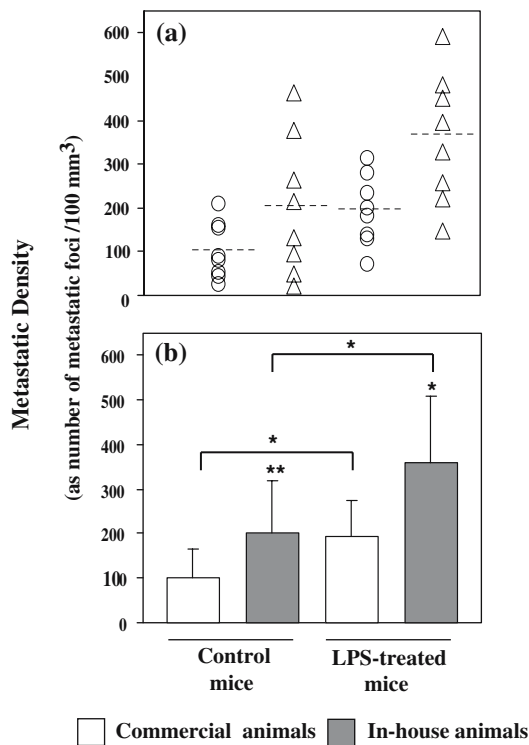 Metastatic Density
(as number of metastatic foci /100 mm³)
(a)
600
500
400
300
200
100
0
(b)
600
500
400
300
200
100
0
*
*
*
**
Control
mice
LPS-treated
mice
Commercial animals
In-house animals